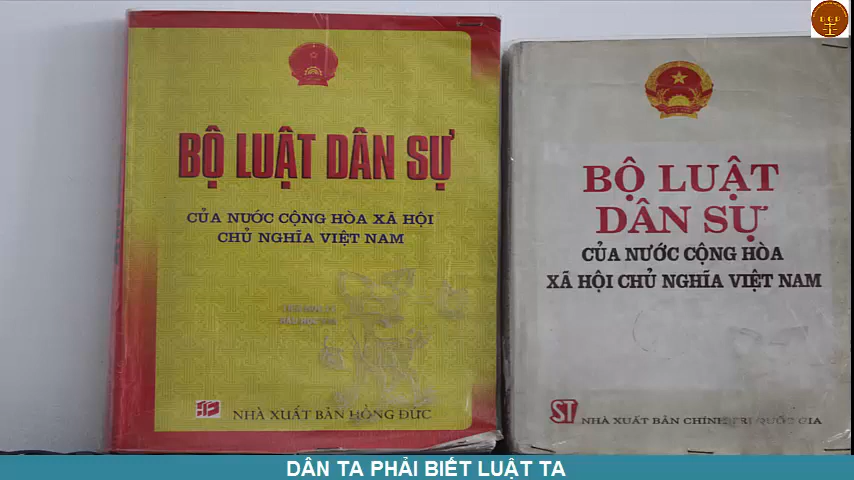 BỘ LUẬT DÂN SỰ
CỦA NƯỚC CỘNG HÒA XÃ HỘI
CHỦ NGHĨA VIỆT NAM
NHÀ XUẤT BẢN HỒNG ĐỨC
BỘ LUẬT
DÂN SỰ
CỦA NƯỚC CỘNG HÒA
XÃ HỘI CHỦ NGHĨA VIỆT NAM
ST NHÀ XUẤT BẢN CHÍNH TRỊ QUỐC GIA
DÂN TA PHẢI BIẾT LUẬT TA